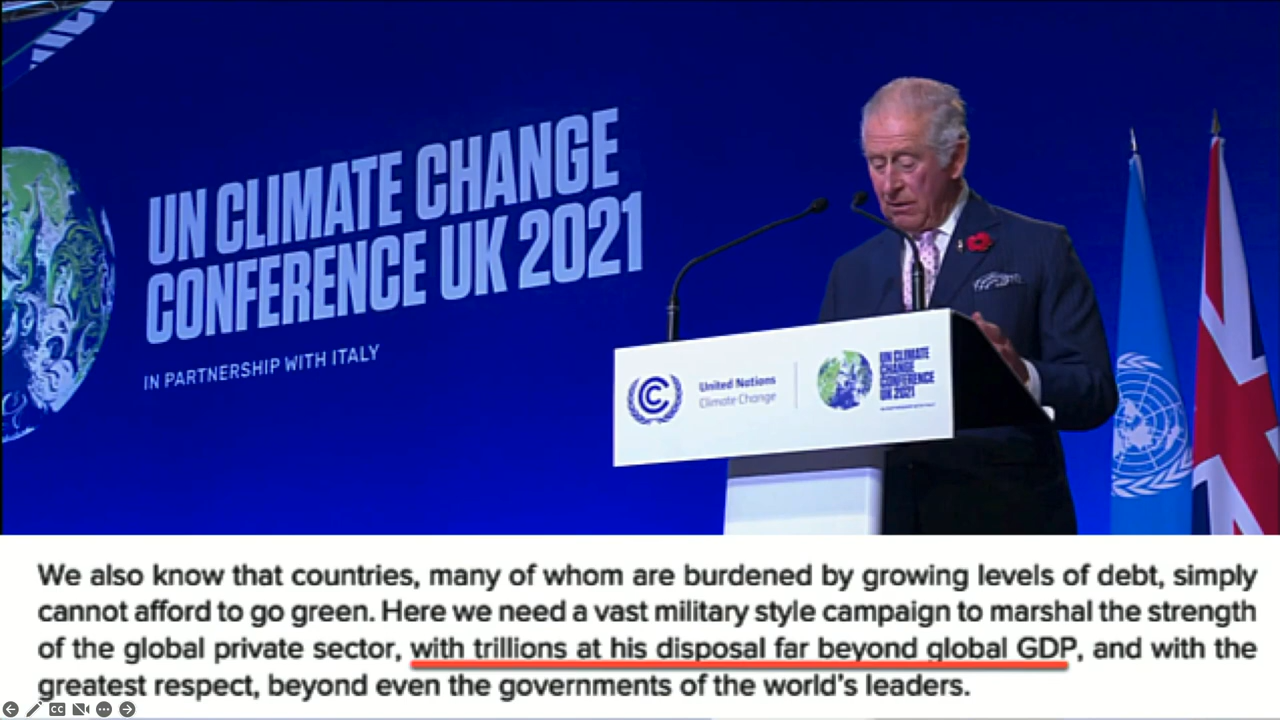 UN CLIMATE CHANGE
CONFERENCE UK 2021
IN PARTNERSHIP WITH ITALY
United Nations
Climate Change
UN CLIMATE
CHANGE
CONFERENCE
UK 2021
We also know that countries, many of whom are burdened by growing levels of debt, simply
cannot afford to go green. Here we need a vast military style campaign to marshal the strength
of the global private sector, with trillions at his disposal far beyond global GDP, and with the
greatest respect, beyond even the governments of the world's leaders.
CC